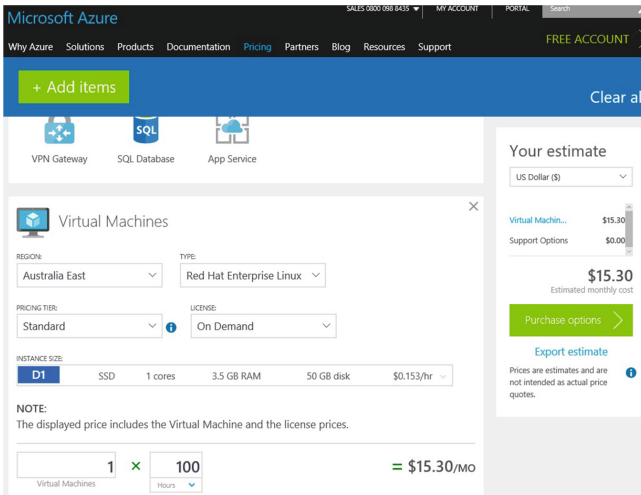 SALES 0800 098 8435 MY ACCOUNT PORTAL Search
Microsoft Azure
FREE ACCOUNT
Why Azure Solutions Products Documentation Pricing Partners Blog Resources Support
+ Add items
Clear al
SQL
VPN Gateway SQL Database App Service
Your estimate
US Dollar ($)
Virtual Machines
Virtual Machin... $15.30
Support Options $0.00
REGION: TYPE:
Australia East Red Hat Enterprise Linux
$15.30
Estimated monthly cost
PRICING TIER: LICENSE:
Standard On Demand
Purchase options
Export estimate
INSTANCE SIZE:
D1 SSD 1 cores 3.5 GB RAM 50 GB disk $0.153/hr
Prices are estimates and are
not intended as actual price
quotes.
NOTE:
The displayed price includes the Virtual Machine and the license prices.
1 × 100 = $15.30/MO
Virtual Machines Hours